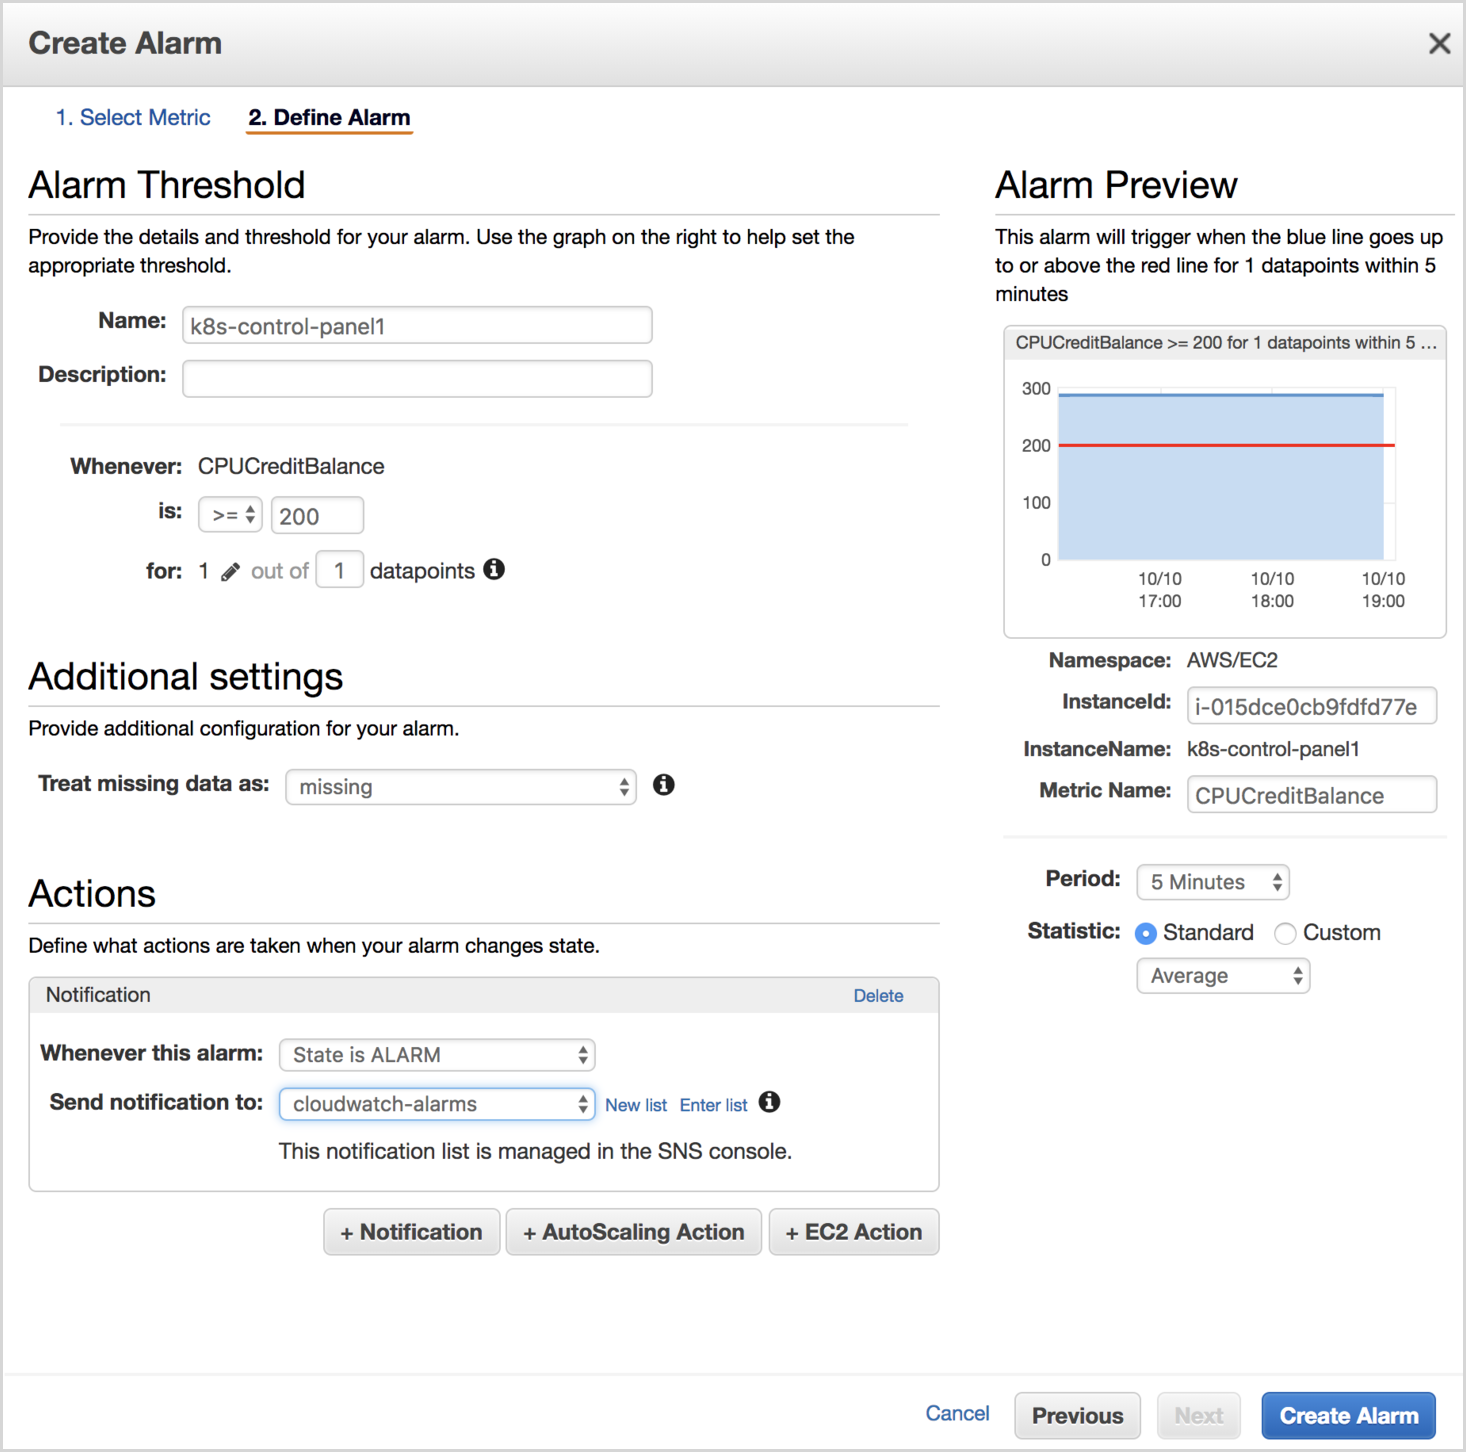 Create Alarm
1. Select Metric
2. Define Alarm
Alarm Threshold
Provide the details and threshold for your alarm. Use the graph on the right to help set the
appropriate threshold.
Name: k8s-control-panel1
Description:
Whenever: CPUCreditBalance
is: >= 200
for: 1 out of 1 datapoints
Additional settings
Provide additional configuration for your alarm.
Treat missing data as: missing
Actions
Define what actions are taken when your alarm changes state.
Notification Delete
Whenever this alarm: State is ALARM
Send notification to: cloudwatch-alarms New list Enter list
This notification list is managed in the SNS console.
+ Notification + AutoScaling Action + EC2 Action
Alarm Preview
This alarm will trigger when the blue line goes up
to or above the red line for 1 datapoints within 5
minutes
CPUCreditBalance >= 200 for 1 datapoints within 5 ...
300
200
100
0
10/10 10/10 10/10
17:00 18:00 19:00
Namespace: AWS/EC2
InstanceId: i-015dce0cb9fdfd77e
InstanceName: k8s-control-panel1
Metric Name: CPUCreditBalance
Period: 5 Minutes
Statistic: Standard Custom
Average
Cancel Previous Next Create Alarm